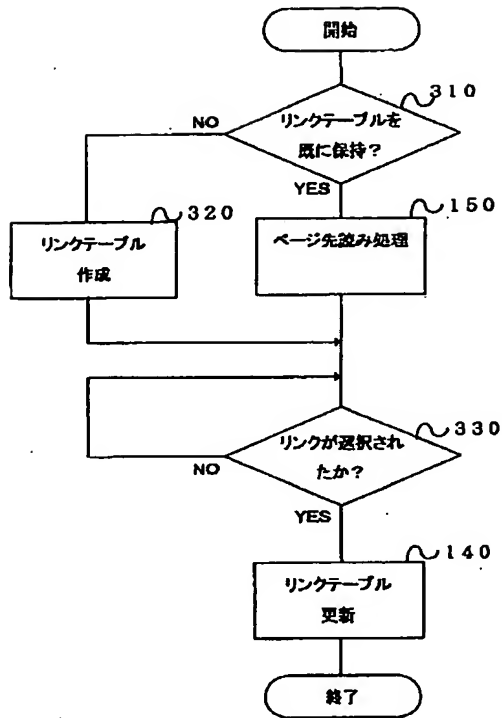 開始
310
リンクテーブルを
既に保持?
NO
YES
320
リンクテーブル
作成
150
ページ先読み処理
330
リンクが選択され
たか?
NO
YES
140
リンクテーブル
更新
終了